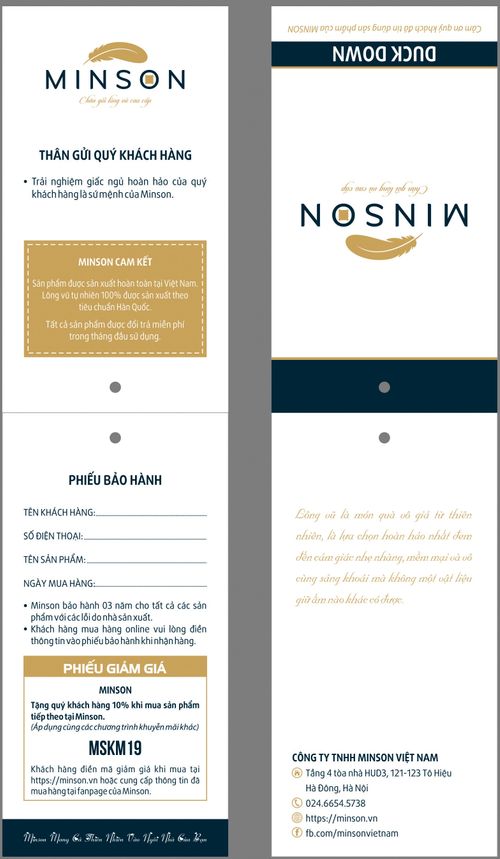 MINSON
Chăn gối lông vũ cao cấp
THÂN GỬI QUÝ KHÁCH HÀNG
• Trải nghiệm giấc ngủ hoàn hảo của quý
khách hàng là sứ mệnh của Minson.
MINSON CAM KẾT
Sản phẩm được sản xuất hoàn toàn tại Việt Nam.
Lông vũ tự nhiên 100% được sản xuất theo
tiêu chuẩn Hàn Quốc.
Tất cả sản phẩm được đổi trả miễn phí
trong tháng đầu sử dụng.
PHIẾU BẢO HÀNH
TÊN KHÁCH HÀNG:
SỐ ĐIỆN THOẠI:
TÊN SẢN PHẨM:
NGÀY MUA HÀNG:
• Minson bảo hành 03 năm cho tất cả các sản
phẩm với các lỗi do nhà sản xuất.
• Khách hàng mua hàng online vui lòng điền
thông tin vào phiếu bảo hành khi nhận hàng.
PHIẾU GIẢM GIÁ
MINSON
Tặng quý khách hàng 10% khi mua sản phẩm
tiếp theo tại Minson.
(Áp dụng cùng các chương trình khuyến mãi khác)
MSKM19
Khách hàng điền mã giảm giá khi mua tại
https://minson.vn hoặc cung cấp thông tin đã
mua hàng tại fanpage của Minson.
Minson Mang Cả Thiên Nhiên Vào Ngôi Nhà Của Bạn
Cảm ơn quý khách đã tin dùng sản phẩm của MINSON
DUCK DOWN
Chăn gối lông vũ cao cấp
MINSON
Lông vũ là món quà vô giá từ thiên
nhiên, là lựa chọn hoàn hảo nhất đem
đến cảm giác nhẹ nhàng, mềm mại và vô
cùng sảng khoái mà không một vật liệu
giữ ấm nào khác có được.
CÔNG TY TNHH MINSON VIỆT NAM
Tầng 4 tòa nhà HUD3, 121-123 Tô Hiệu
Hà Đông, Hà Nội
024.6654.5738
https://minson.vn
fb.com/minsonvietnam